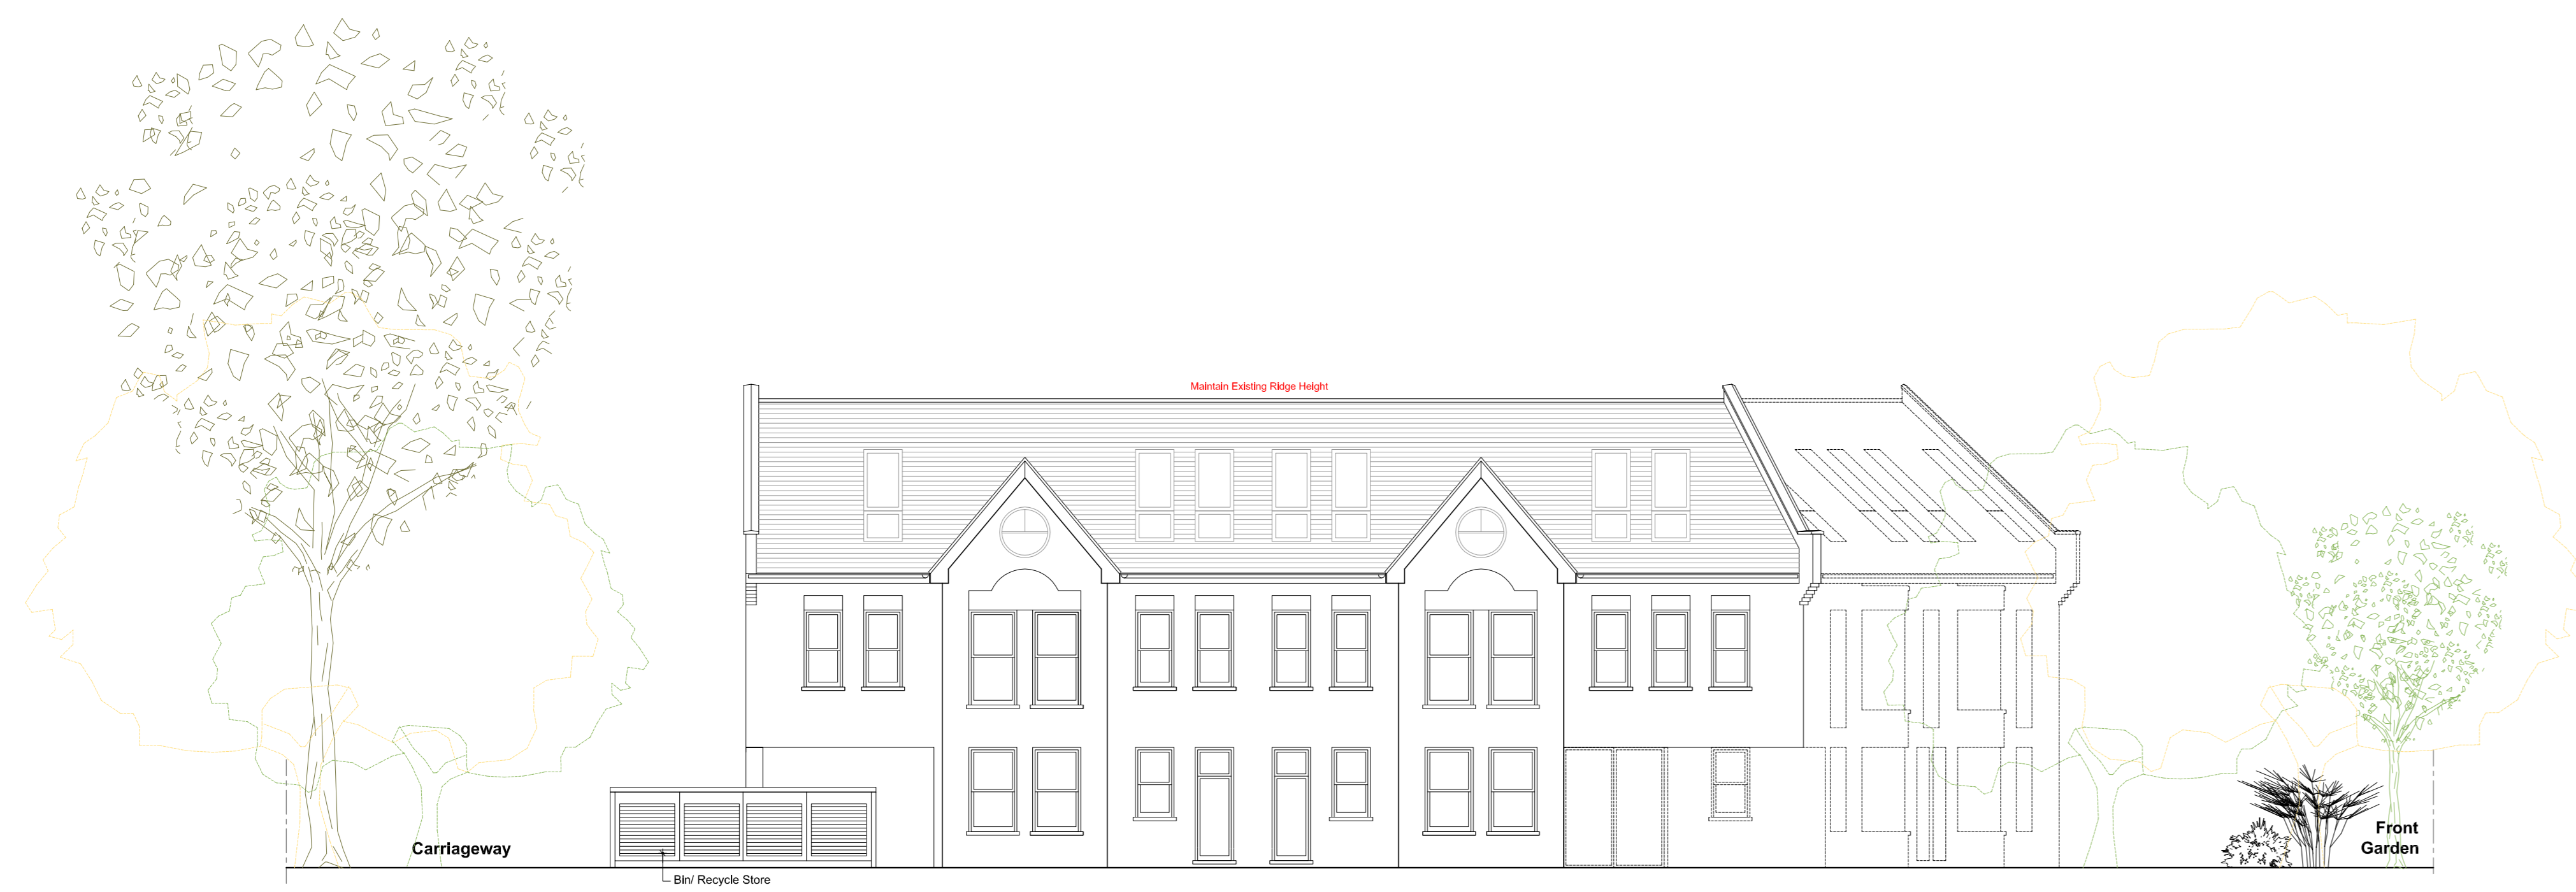 Maintain Existing Ridge Height
Carriageway
Front
Garden
Bin/ Recycle Store